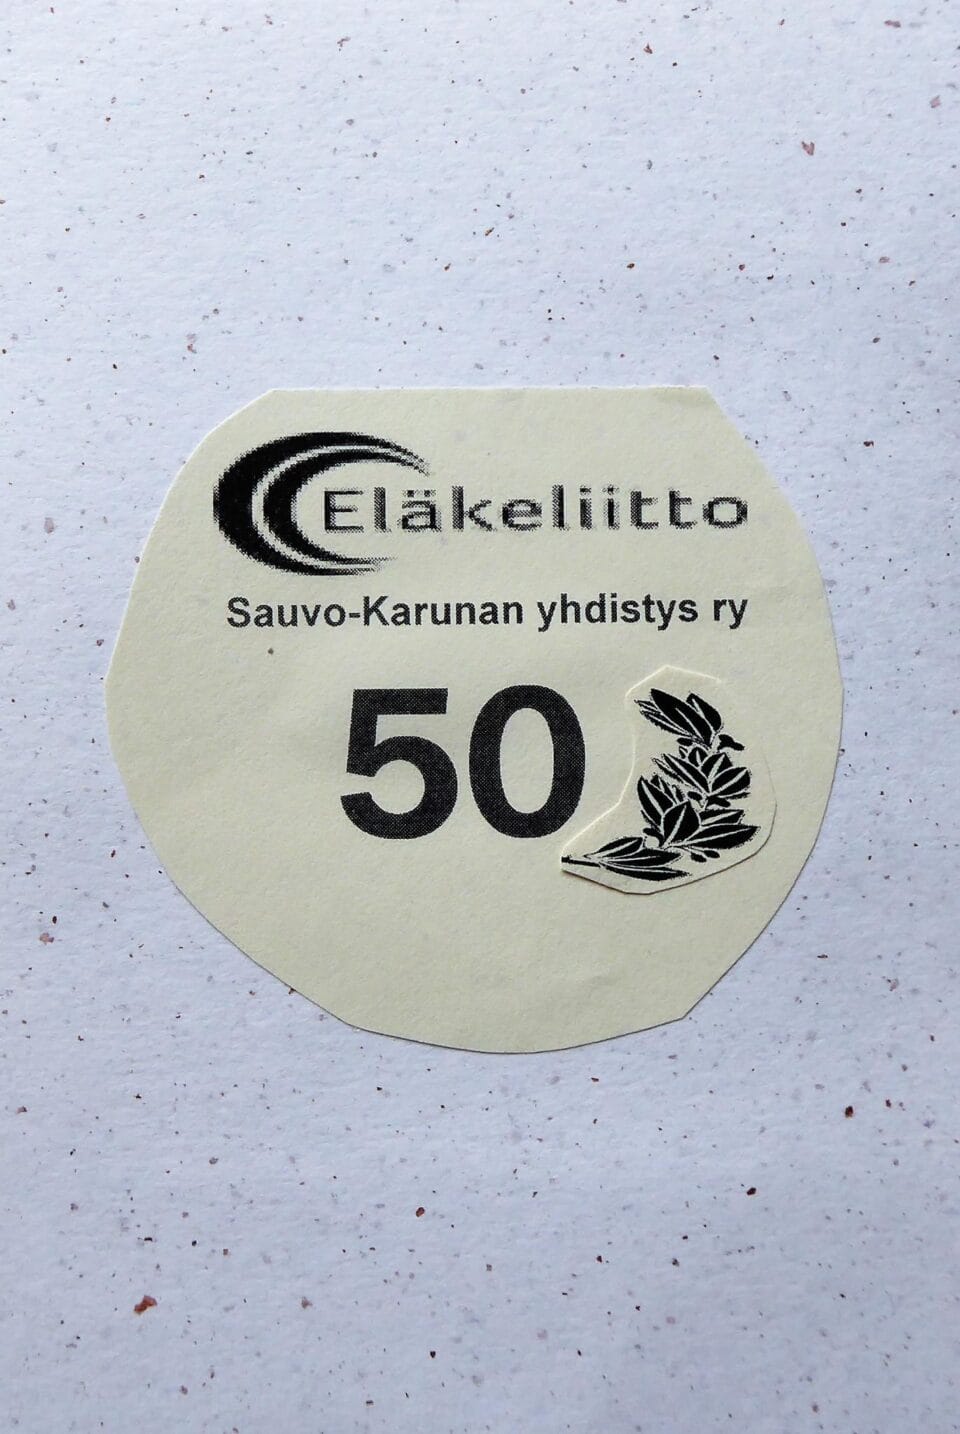 Eläkeliitto
Sauvo-Karunan yhdistys ry
50